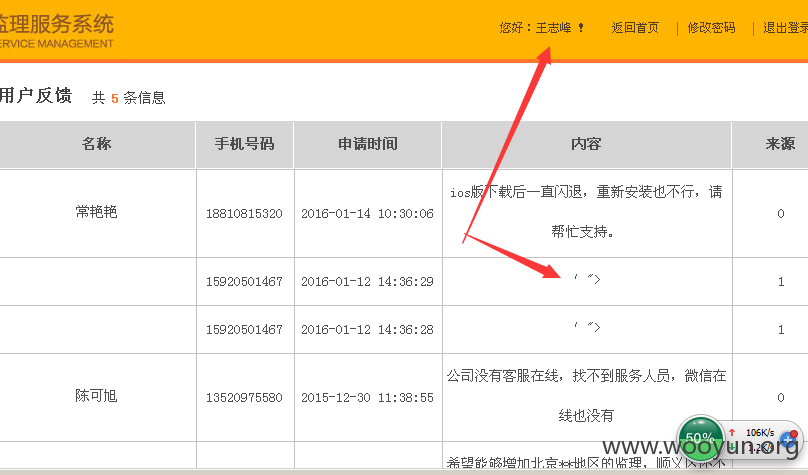 监理服务系统
ERVICE MANAGEMENT
您好：王志峰 ！ 返回首页 | 修改密码 | 退出登录
用户反馈 共 5 条信息
名称 手机号码 申请时间 内容 来源
常艳艳 18810815320 2016-01-14 10:30:06 ios版下载后一直闪退，重新安装也不行，请 0
帮忙支持。
15920501467 2016-01-12 14:36:29 ' "> 1
15920501467 2016-01-12 14:36:28 ' "> 1
陈可旭 13520975580 2015-12-30 11:38:55 公司没有客服在线，找不到服务人员，微信在 0
线也没有
50% 106K/s
www.wooyun.org
希望能够增加北京**地区的监理，顺义区你不